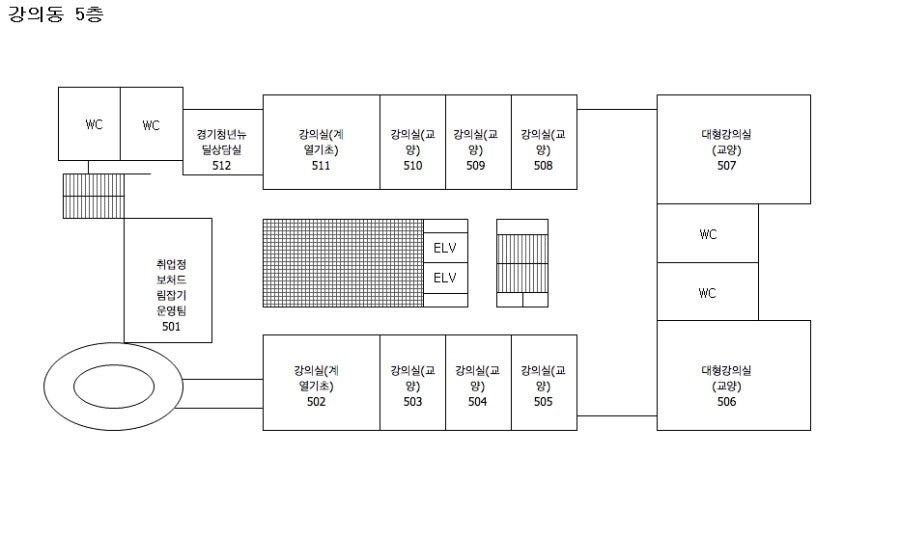 강의동 5층
WC
WC
경기청년뉴
딜상담실
512
강의실(계
열기초)
511
강의실(교
양)
510
강의실(교
양)
509
강의실(교
양)
508
대형강의실
(교양)
507
WC
WC
ELV
ELV
취업정
보처드
림잡기
운영팀
501
강의실(계
열기초)
502
강의실(교
양)
503
강의실(교
양)
504
강의실(교
양)
505
대형강의실
(교양)
506